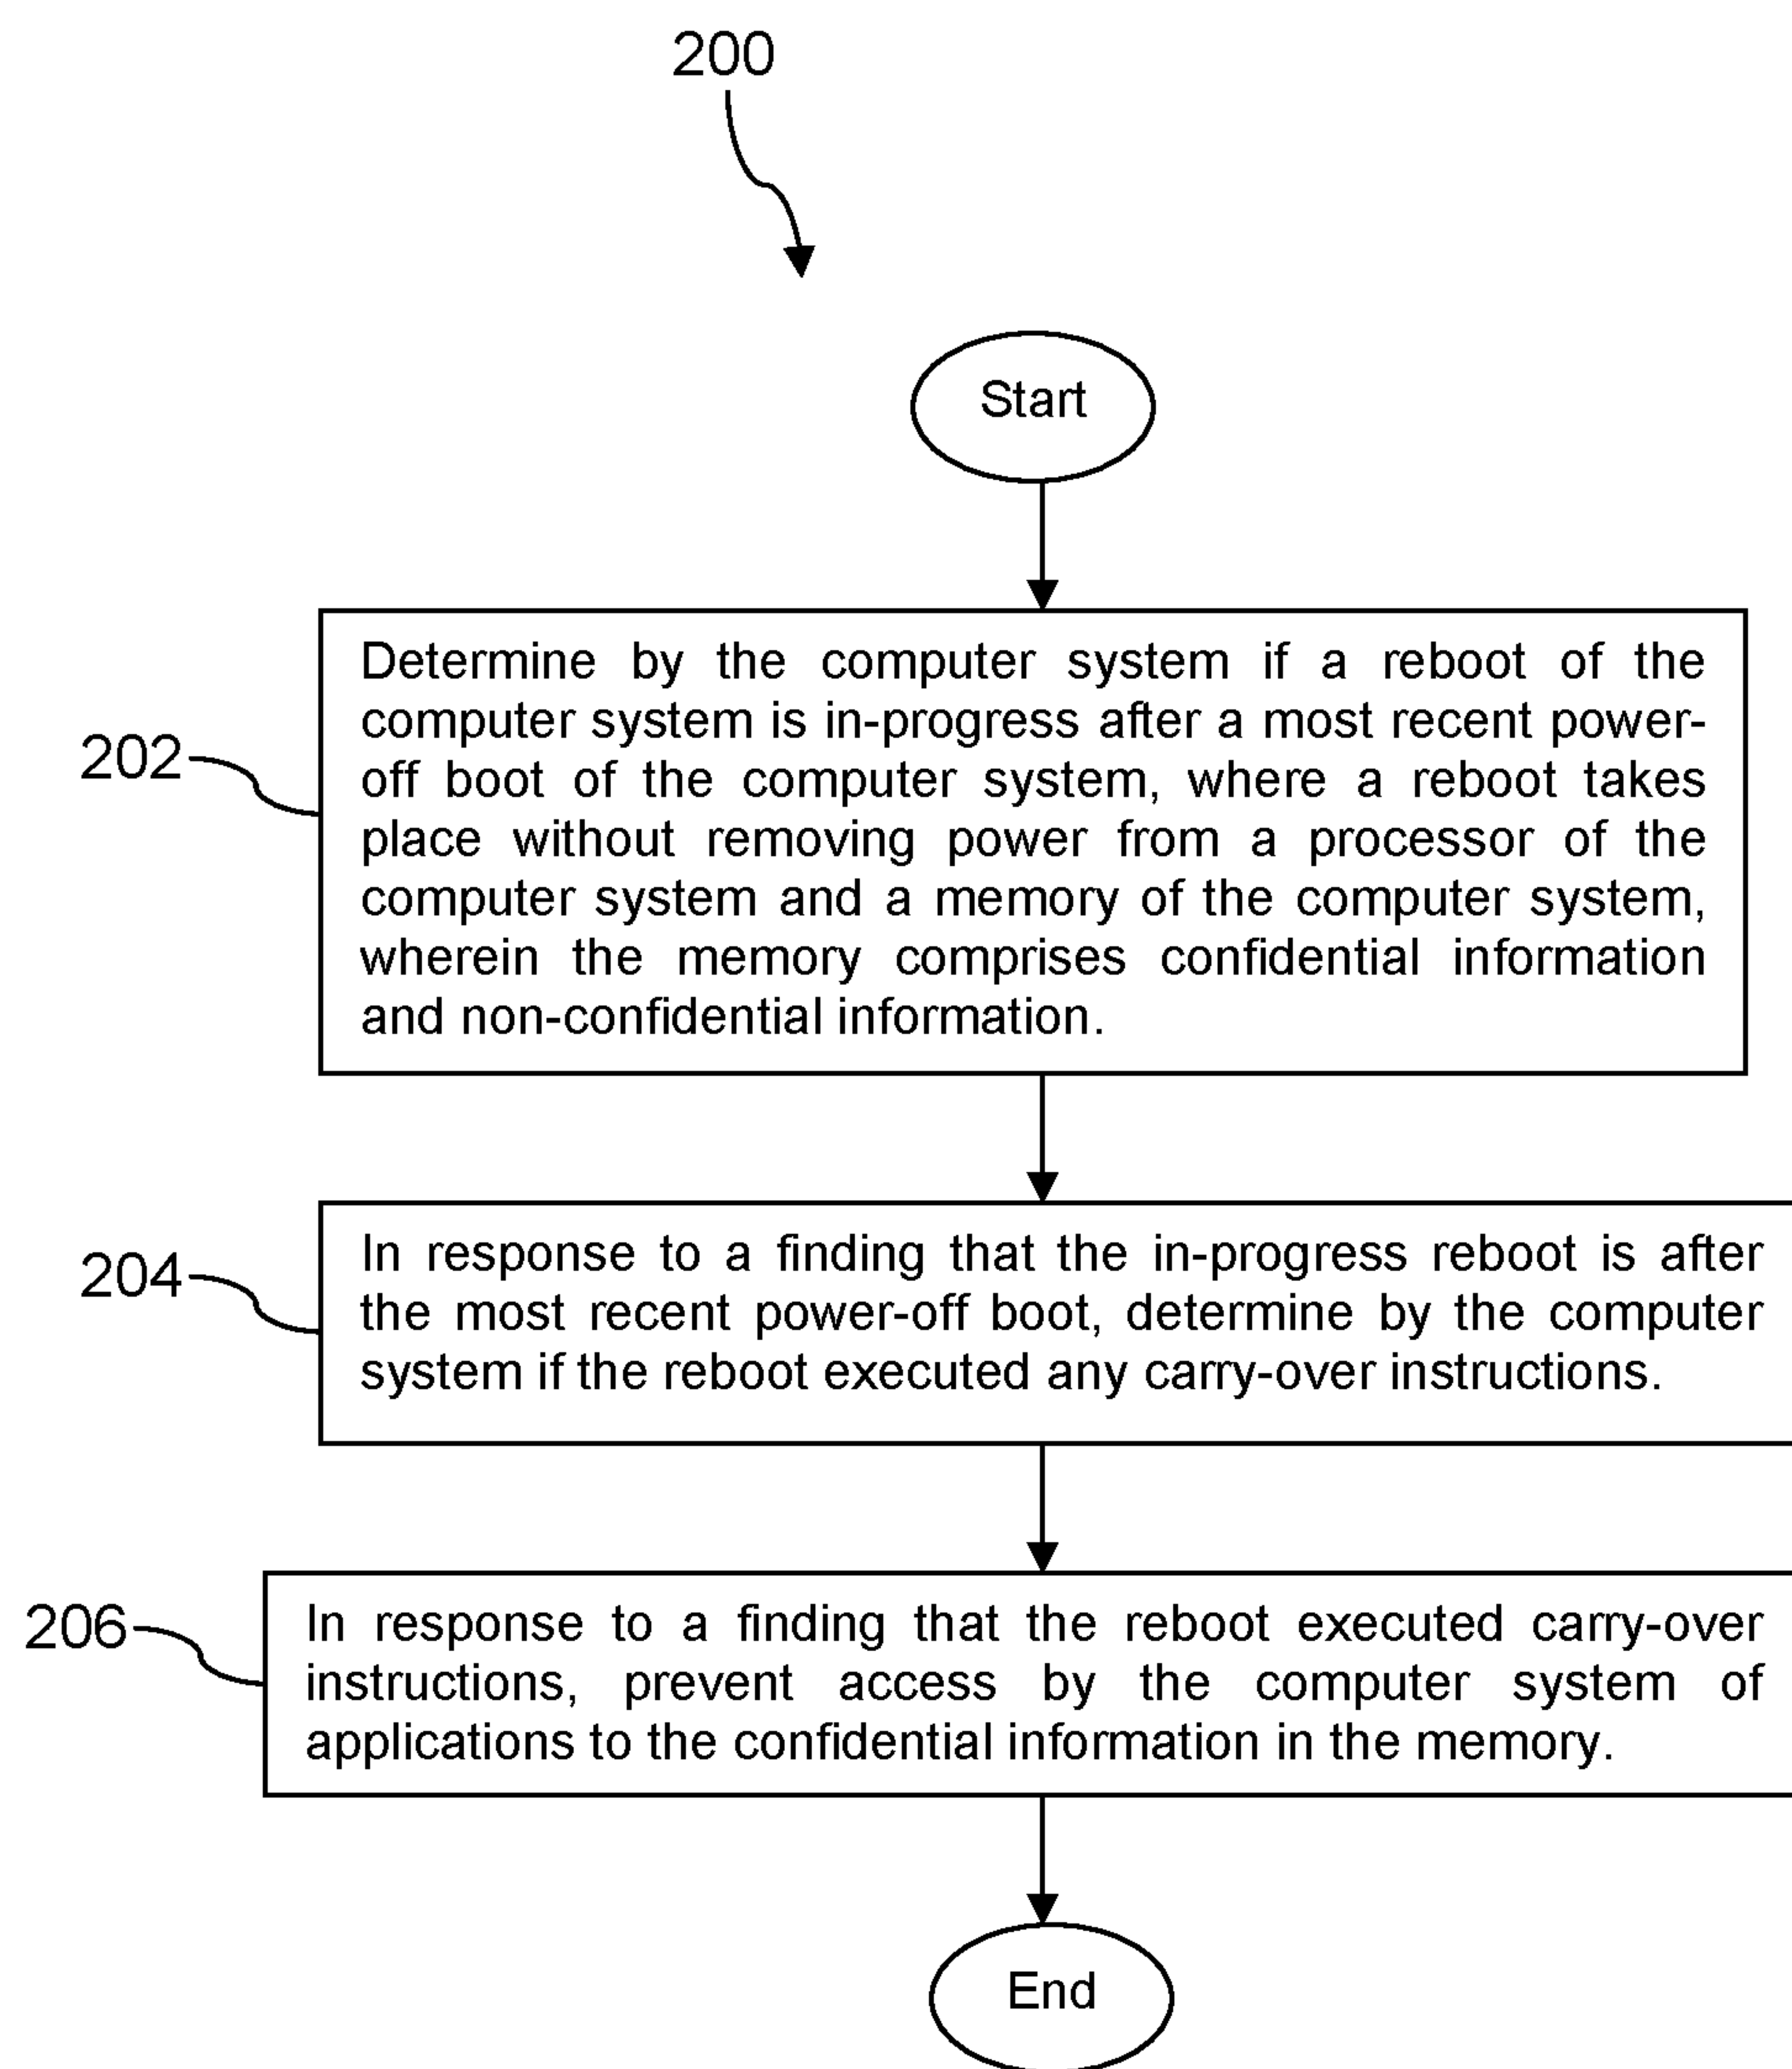 200
Start
202
Determine by the computer system if a reboot of the
computer system is in-progress after a most recent power-
off boot of the computer system, where a reboot takes
place without removing power from a processor of the
computer system and a memory of the computer system,
wherein the memory comprises confidential information
and non-confidential information.
204
In response to a finding that the in-progress reboot is after
the most recent power-off boot, determine by the computer
system if the reboot executed any carry-over instructions.
206
In response to a finding that the reboot executed carry-over
instructions, prevent access by the computer system of
applications to the confidential information in the memory.
End